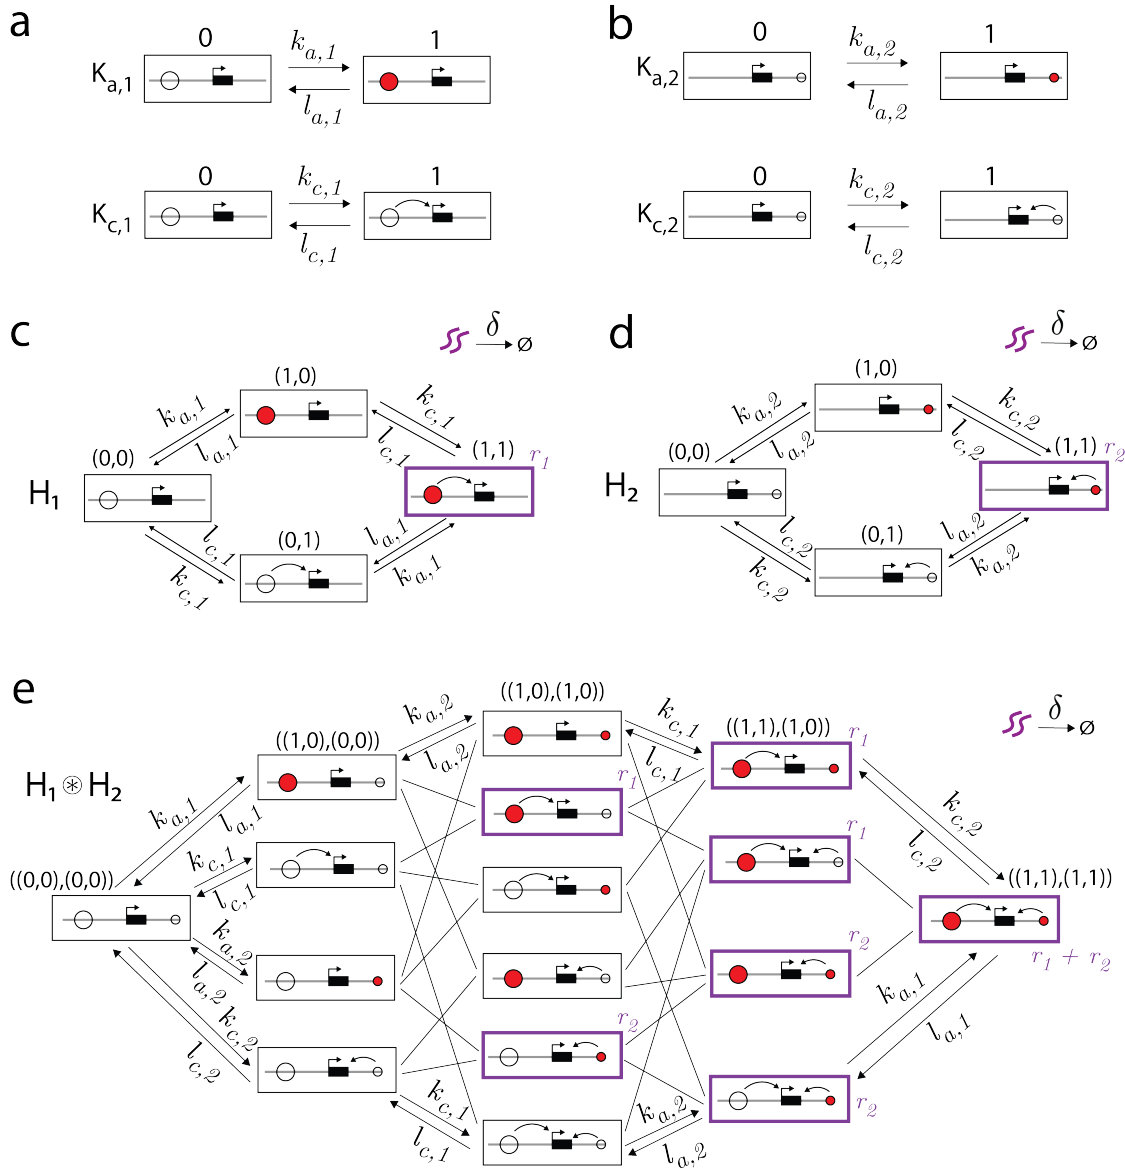 a
0
1
K_{a,1}
k_{a,1}
l_{a,1}
0
1
K_{c,1}
k_{c,1}
l_{c,1}
b
0
1
K_{a,2}
k_{a,2}
l_{a,2}
0
1
K_{c,2}
k_{c,2}
l_{c,2}
c
δ
∅
(1,0)
k_{a,1}
l_{a,1}
k_{c,1}
l_{c,1}
(0,0)
(1,1)
r_1
H_1
(0,1)
l_{c,1}
k_{c,1}
l_{a,1}
k_{a,1}
d
δ
∅
(1,0)
k_{a,2}
l_{a,2}
k_{c,2}
l_{c,2}
(0,0)
(1,1)
r_2
H_2
(0,1)
l_{c,2}
k_{c,2}
l_{a,2}
k_{a,2}
e
δ
∅
H_1 ⊛ H_2
((0,0),(0,0))
k_{a,1}
l_{a,1}
k_{c,1}
l_{c,1}
k_{a,2}
l_{a,2}
k_{c,2}
l_{c,2}
((1,0),(0,0))
k_{a,2}
l_{a,2}
k_{c,1}
l_{c,1}
((1,0),(1,0))
r_1
r_2
k_{c,1}
l_{c,1}
k_{a,2}
l_{a,2}
((1,1),(1,0))
r_1
r_1
r_2
r_2
k_{c,2}
l_{c,2}
k_{a,1}
l_{a,1}
((1,1),(1,1))
r_1 + r_2